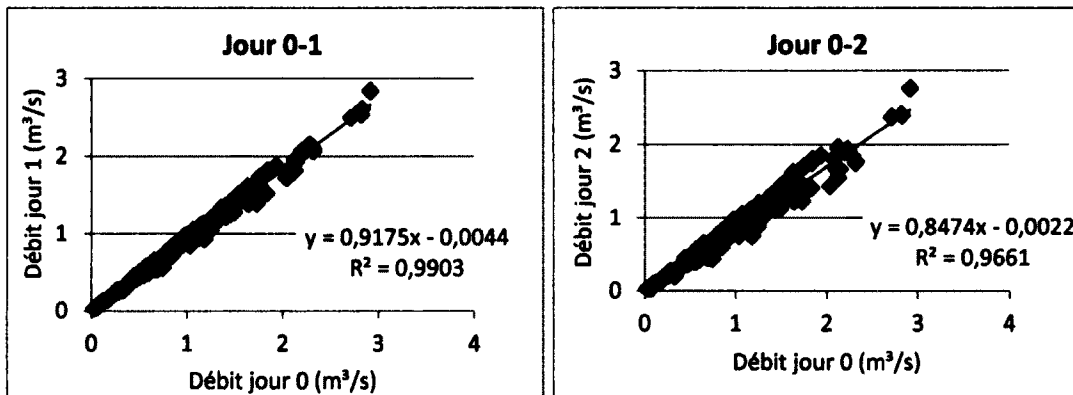 Jour 0-1
3
2
1
0
Débit jour 1 (m³/s)
y = 0,9175x - 0,0044
R² = 0,9903
0 1 2 3 4
Débit jour 0 (m³/s)
Jour 0-2
3
2
1
0
Débit jour 2 (m³/s)
y = 0,8474x - 0,0022
R² = 0,9661
0 1 2 3 4
Débit jour 0 (m³/s)